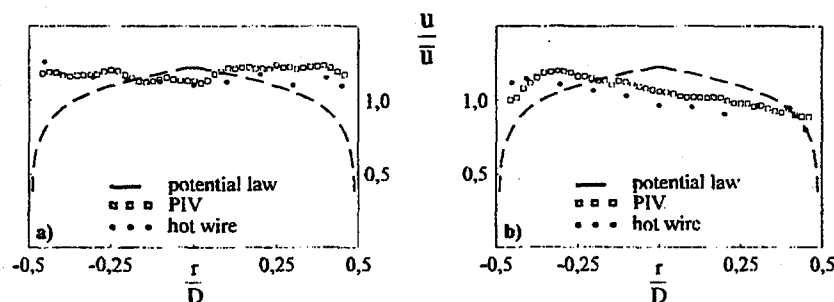 u
ū
1,0
0,5
potential law
PIV
hot wire
a)
-0,5
-0,25
0
0,25
0,5
r
D
1,0
0,5
potential law
PIV
hot wire
b)
-0,5
-0,25
0
0,25
0,5
r
D